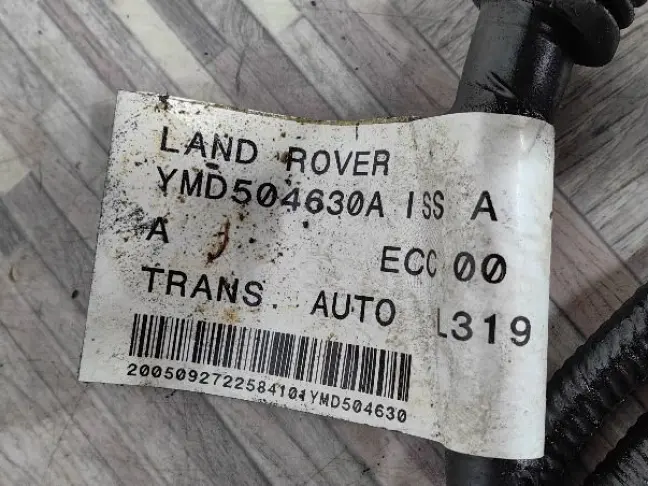 LAND ROVER
YMD504630A ISS A
A ECC 00
TRANS. AUTO L319
2005092722584101YMD504630